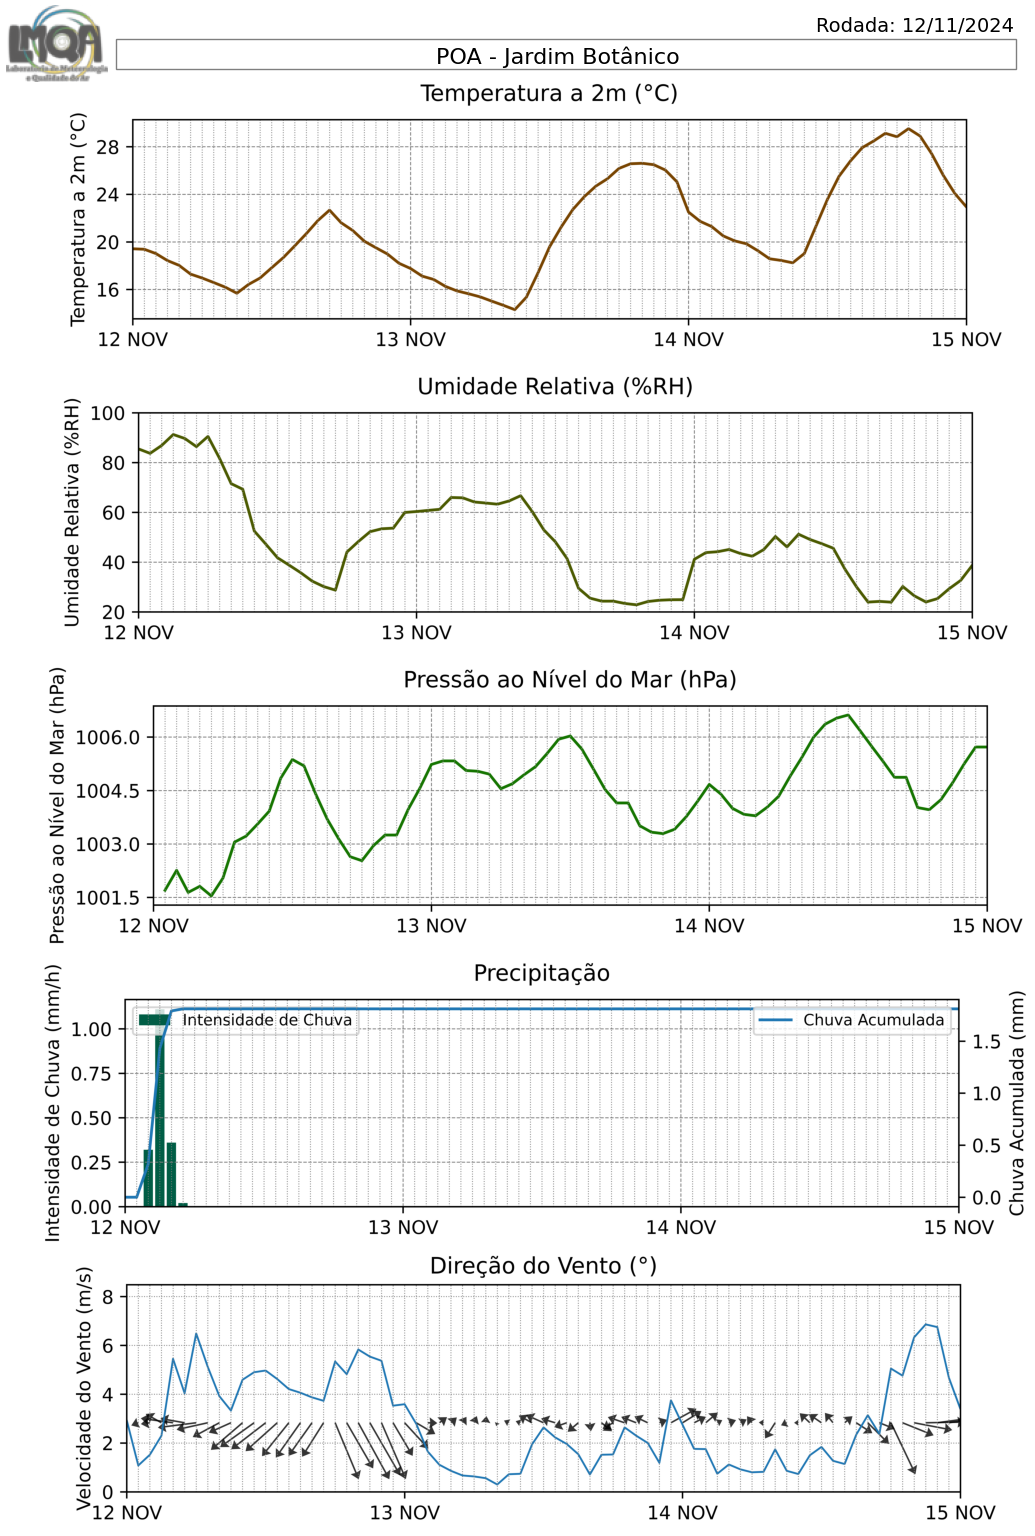 Rodada: 12/11/2024
LMQA
Laboratório de Meteorologia
e Qualidade do Ar
POA - Jardim Botânico
Temperatura a 2m (°C)
Temperatura a 2m (°C)
28
24
20
16
12 NOV 13 NOV 14 NOV 15 NOV
Umidade Relativa (%RH)
Umidade Relativa (%RH)
100
80
60
40
20
12 NOV 13 NOV 14 NOV 15 NOV
Pressão ao Nível do Mar (hPa)
Pressão ao Nível do Mar (hPa)
1006.0
1004.5
1003.0
1001.5
12 NOV 13 NOV 14 NOV 15 NOV
Precipitação
Intensidade de Chuva (mm/h)
Intensidade de Chuva
Chuva Acumulada
1.00
0.75
0.50
0.25
0.00
1.5
1.0
0.5
0.0
Chuva Acumulada (mm)
12 NOV 13 NOV 14 NOV 15 NOV
Direção do Vento (°)
Velocidade do Vento (m/s)
8
6
4
2
0
12 NOV 13 NOV 14 NOV 15 NOV